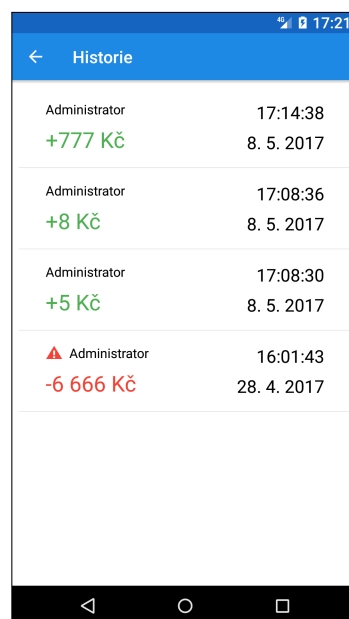 4G 17:21
Historie
Administrator 17:14:38
+777 Kč 8. 5. 2017
Administrator 17:08:36
+8 Kč 8. 5. 2017
Administrator 17:08:30
+5 Kč 8. 5. 2017
Administrator 16:01:43
-6 666 Kč 28. 4. 2017